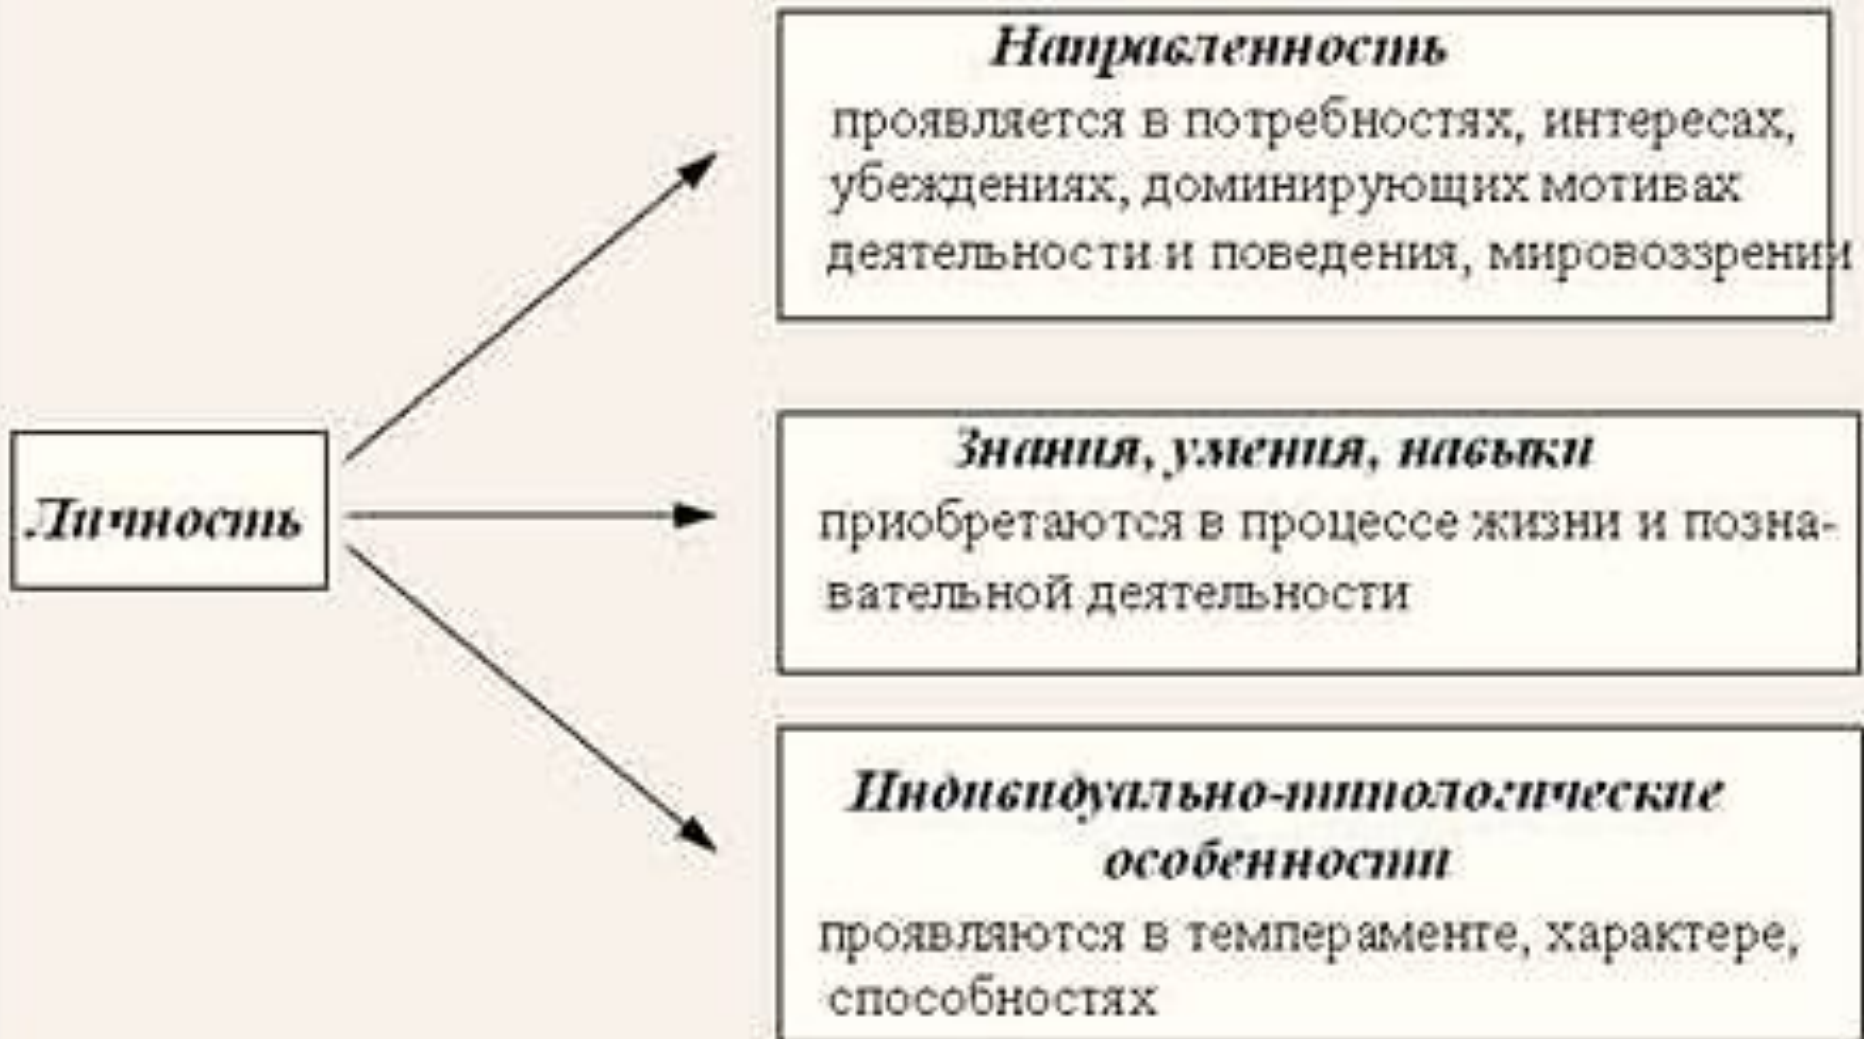 Направленность
проявляется в потребностях, интересах,
убеждениях, доминирующих мотивах
деятельности и поведения, мировоззрении
Личность
Знания, умения, навыки
приобретаются в процессе жизни и позна-
вательной деятельности
Индивидуально-типологические
особенности
проявляются в темпераменте, характере,
способностях